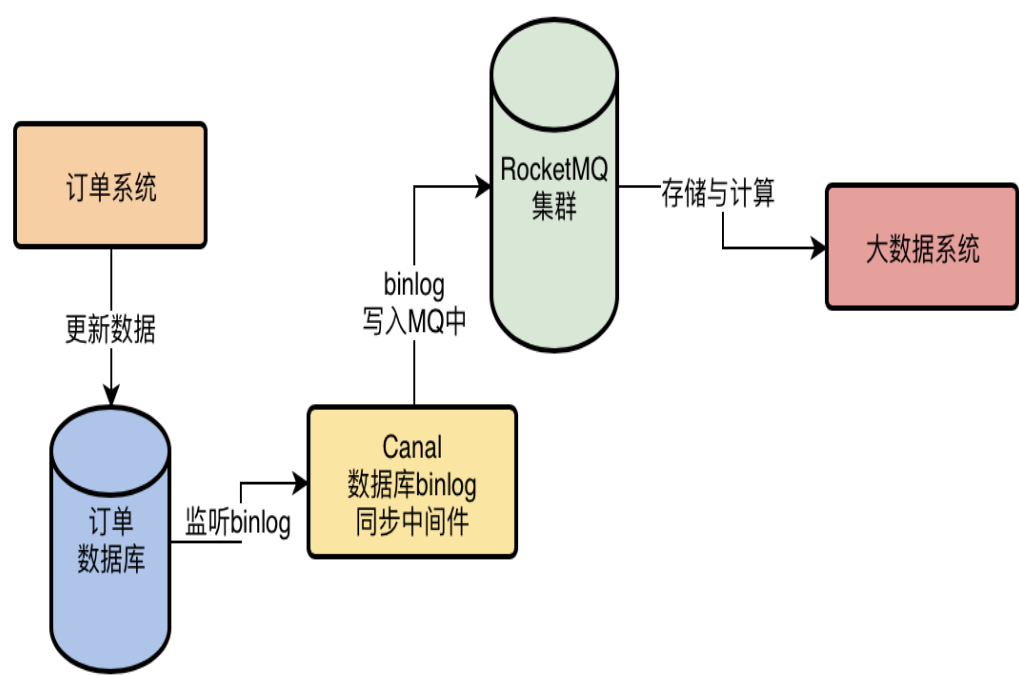 订单系统
更新数据
订单
数据库
监听binlog
Canal
数据库binlog
同步中间件
binlog
写入MQ中
RocketMQ
集群
存储与计算
大数据系统